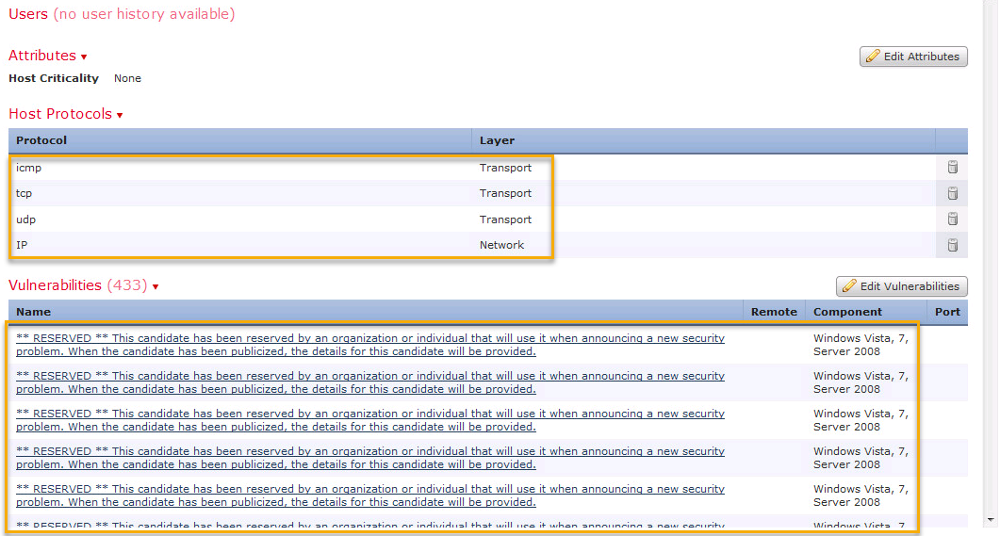 Users (no user history available)
Attributes
Edit Attributes
Host Criticality None
Host Protocols
Protocol Layer
icmp Transport
tcp Transport
udp Transport
IP Network
Vulnerabilities (433)
Edit Vulnerabilities
Name Remote Component Port
** RESERVED ** This candidate has been reserved by an organization or individual that will use it when announcing a new security Windows Vista, 7,
problem. When the candidate has been publicized, the details for this candidate will be provided. Server 2008
** RESERVED ** This candidate has been reserved by an organization or individual that will use it when announcing a new security Windows Vista, 7,
problem. When the candidate has been publicized, the details for this candidate will be provided. Server 2008
** RESERVED ** This candidate has been reserved by an organization or individual that will use it when announcing a new security Windows Vista, 7,
problem. When the candidate has been publicized, the details for this candidate will be provided. Server 2008
** RESERVED ** This candidate has been reserved by an organization or individual that will use it when announcing a new security Windows Vista, 7,
problem. When the candidate has been publicized, the details for this candidate will be provided. Server 2008
** RESERVED ** This candidate has been reserved by an organization or individual that will use it when announcing a new security Windows Vista, 7,
problem. When the candidate has been publicized, the details for this candidate will be provided. Server 2008
** RESERVED ** This candidate has been reserved by an organization or individual that will use it when announcing a new security Windows Vista, 7,